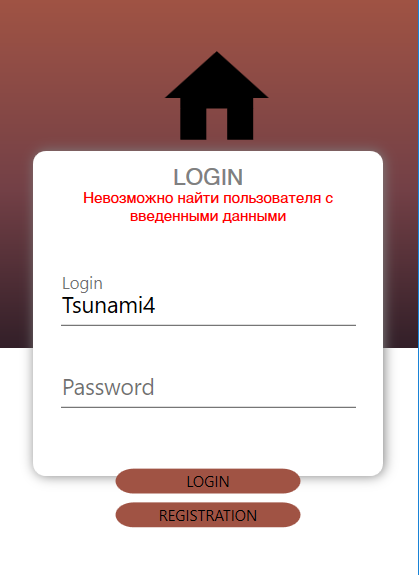 LOGIN
Невозможно найти пользователя с
введенными данными
Login
Tsunami4
Password
LOGIN
REGISTRATION